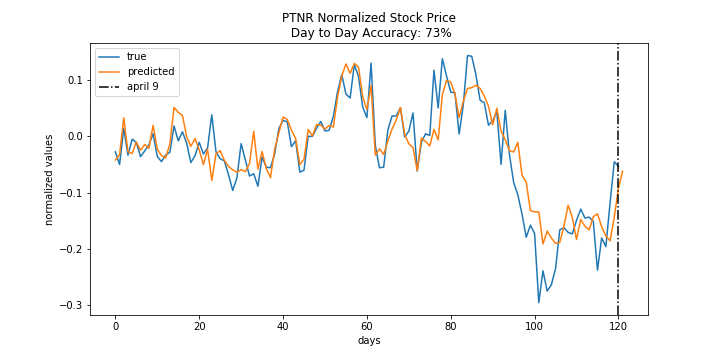 PTNR Normalized Stock Price
Day to Day Accuracy: 73%
true
predicted
april 9
normalized values
0.1
0.0
−0.1
−0.2
−0.3
0 20 40 60 80 100 120
days